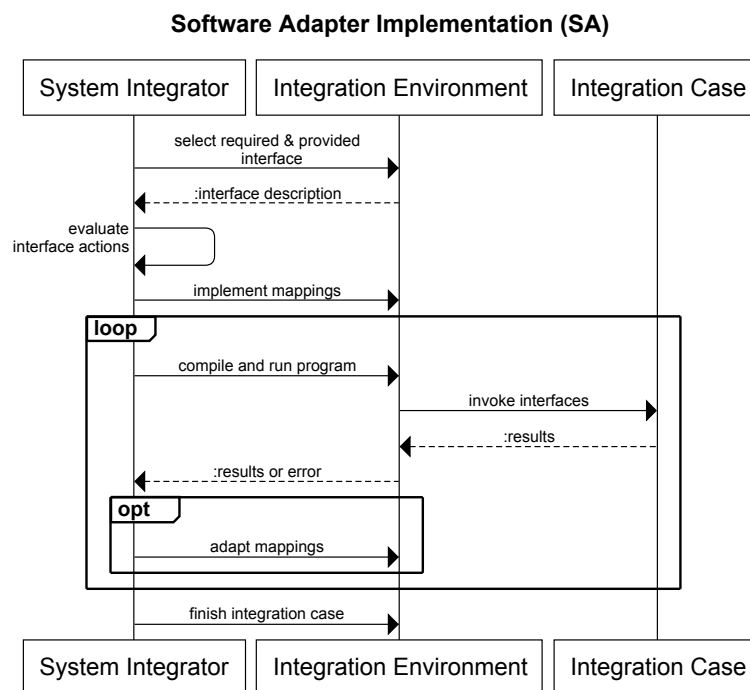 Software Adapter Implementation (SA)
System Integrator
Integration Environment
Integration Case
select required & provided
interface
:interface description
evaluate
interface actions
implement mappings
loop
compile and run program
invoke interfaces
:results
:results or error
opt
adapt mappings
finish integration case
System Integrator
Integration Environment
Integration Case